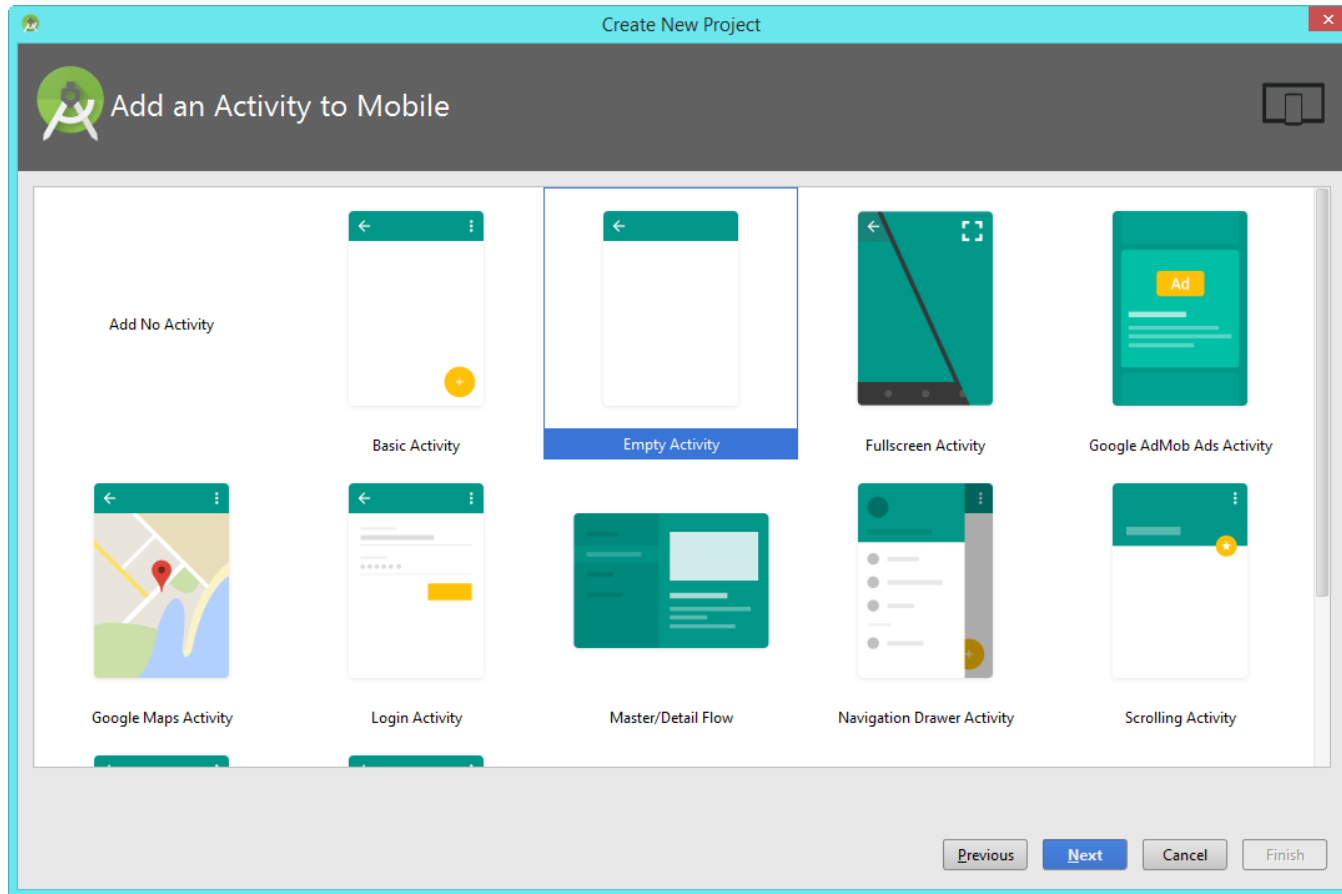 Create New Project
Add an Activity to Mobile
Add No Activity
Ad
Basic Activity
Empty Activity
Fullscreen Activity
Google AdMob Ads Activity
Google Maps Activity
Login Activity
Master/Detail Flow
Navigation Drawer Activity
Scrolling Activity
Previous
Next
Cancel
Finish